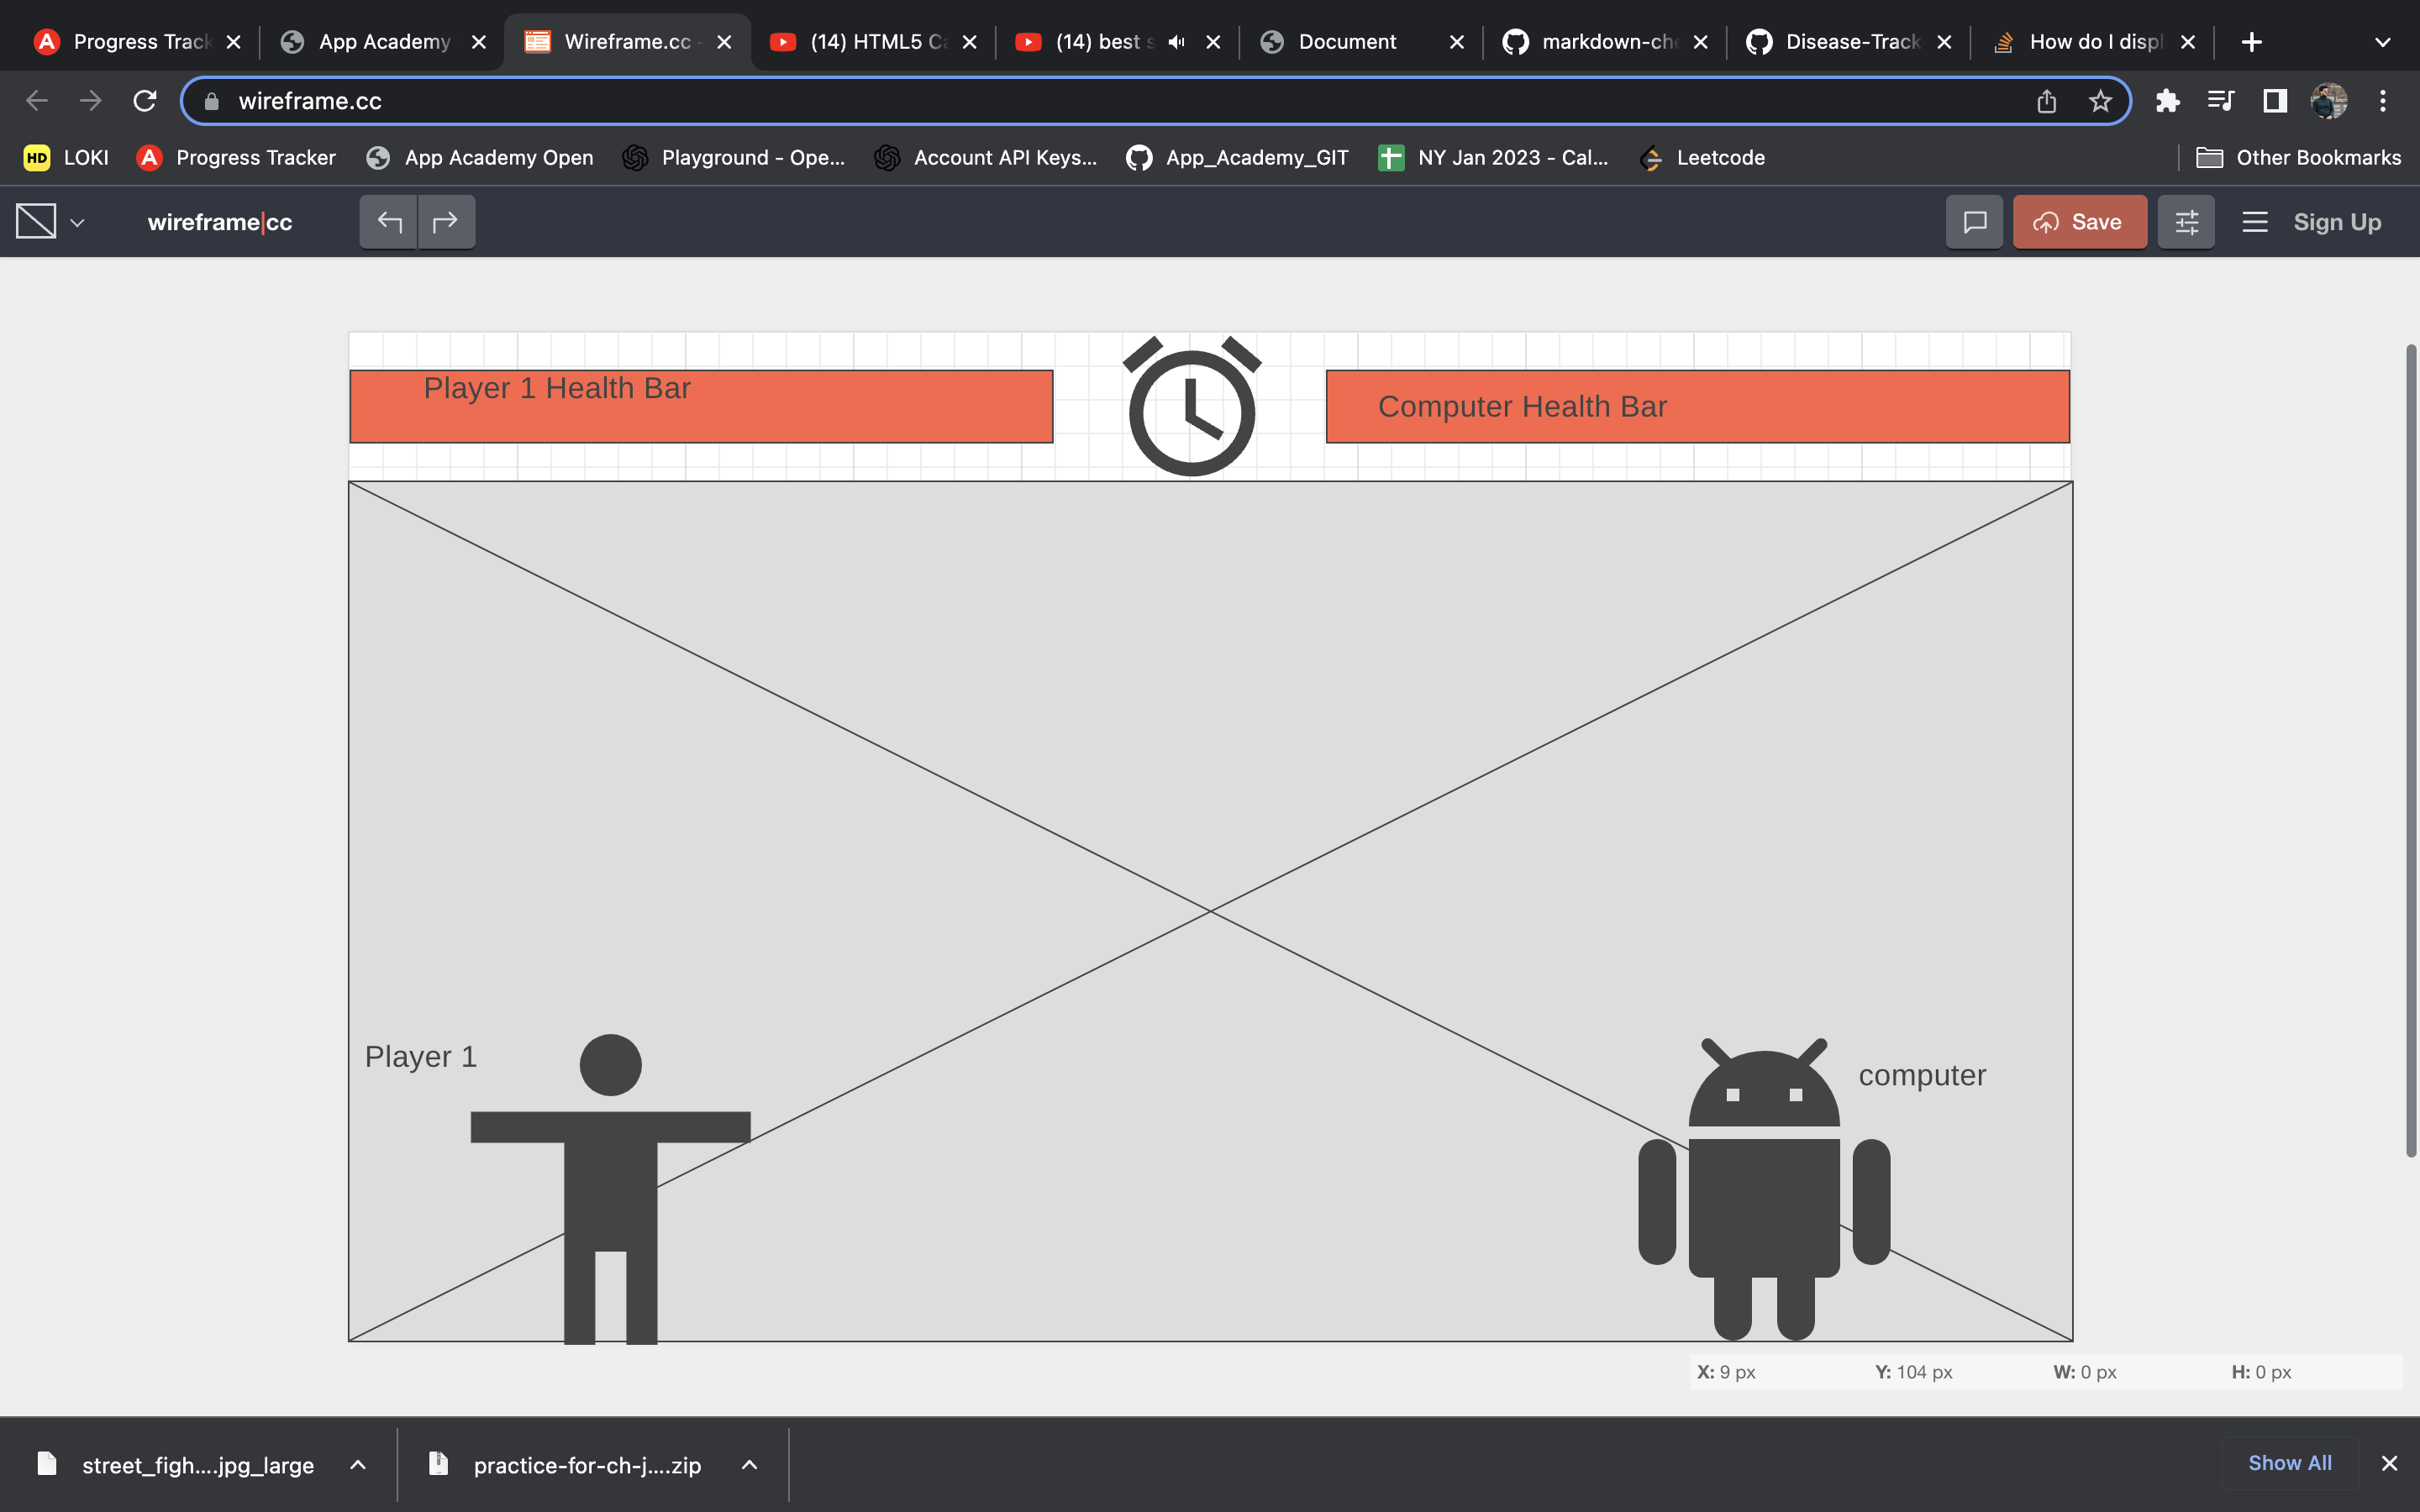 Progress Track
App Academy
Wireframe.cc -
(14) HTML5 Ca
(14) best s
Document
markdown-che
Disease-Track
How do I displ
wireframe.cc
HD LOKI
Progress Tracker
App Academy Open
Playground - Ope...
Account API Keys...
App_Academy_GIT
NY Jan 2023 - Cal...
Leetcode
Other Bookmarks
wireframe|cc
Save
Sign Up
Player 1 Health Bar
Computer Health Bar
Player 1
computer
X: 9 px
Y: 104 px
W: 0 px
H: 0 px
street_figh....jpg_large
practice-for-ch-j....zip
Show All